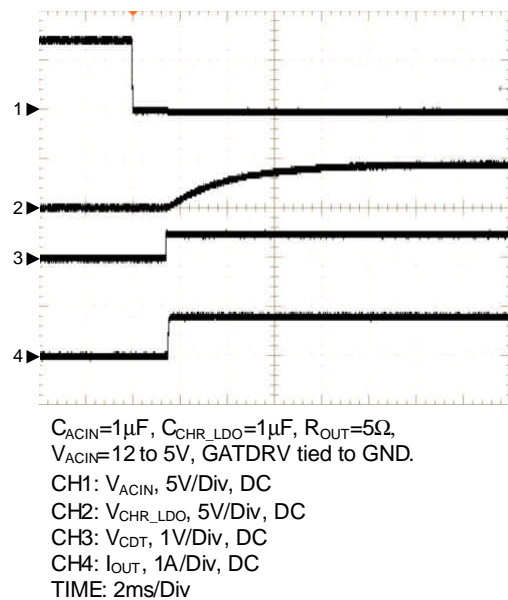 1
2
3
4
C_ACIN=1µF, C_CHR_LDO=1µF, R_OUT=5Ω,
V_ACIN=12 to 5V, GATDRV tied to GND.
CH1: V_ACIN, 5V/Div, DC
CH2: V_CHR_LDO, 5V/Div, DC
CH3: V_CDT, 1V/Div, DC
CH4: I_OUT, 1A/Div, DC
TIME: 2ms/Div